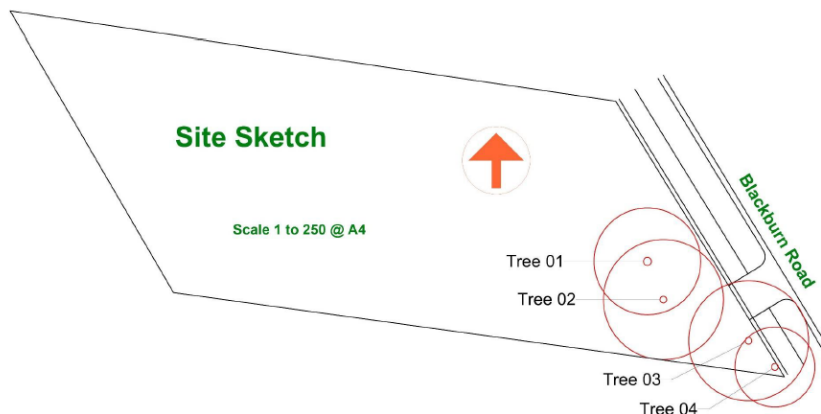 Site Sketch
Scale 1 to 250 @ A4
Blackburn Road
Tree 01
Tree 02
Tree 03
Tree 04